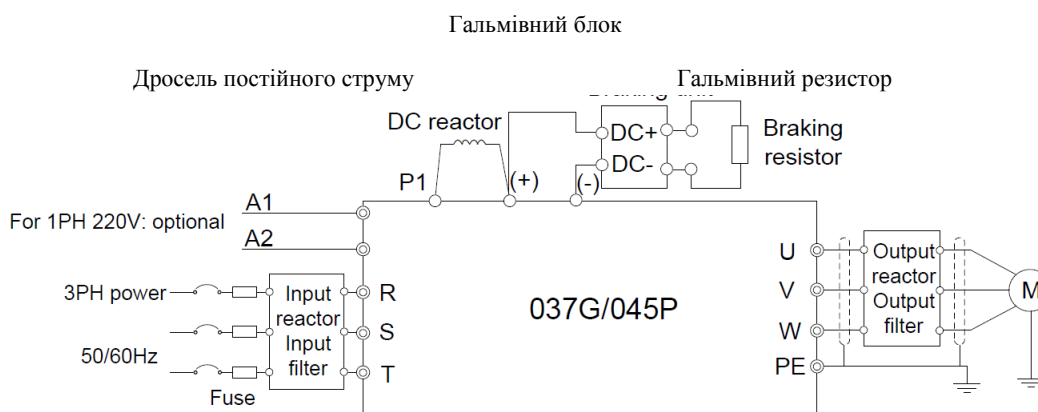 Гальмівний блок
Дросель постійного струму
Гальмівний резистор
DC reactor
DC+
DC-
Braking
resistor
P1
(+)
(-)
A1
For 1PH 220V: optional
A2
3PH power
50/60Hz
Fuse
Input
reactor
Input
filter
R
S
T
037G/045P
U
V
W
PE
Output
reactor
Output
filter
M